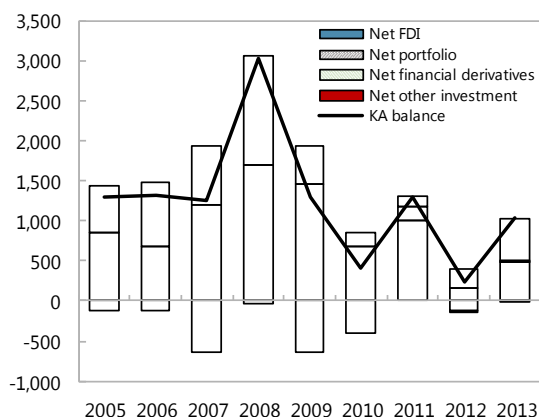 3,500
3,000
2,500
2,000
1,500
1,000
500
0
-500
-1,000
Net FDI
Net portfolio
Net financial derivatives
Net other investment
KA balance
2005 2006 2007 2008 2009 2010 2011 2012 2013